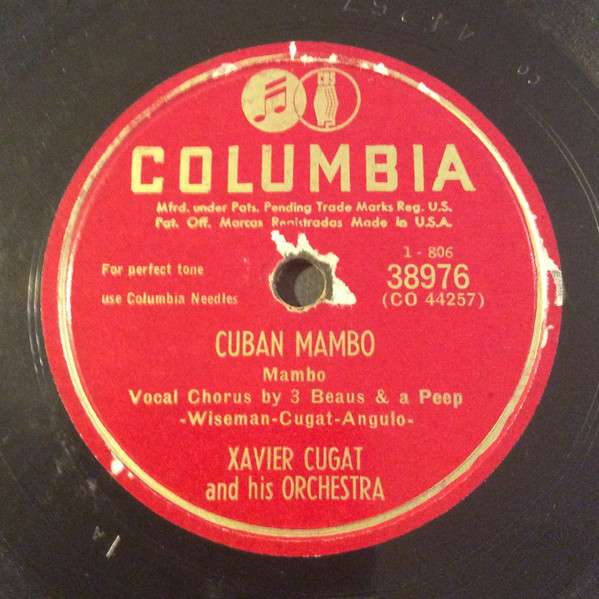 CBS
COLUMBIA
Mfrd. under Pats. Pending Trade Marks Reg. U.S.
Pat. Off. Marcas Registradas Made in U.S.A.
1 - 806
For perfect tone
38976
use Columbia Needles
(CO 44257)
CUBAN MAMBO
Mambo
Vocal Chorus by 3 Beaus & a Peep
-Wiseman-Cugat-Angulo-
XAVIER CUGAT
and his ORCHESTRA